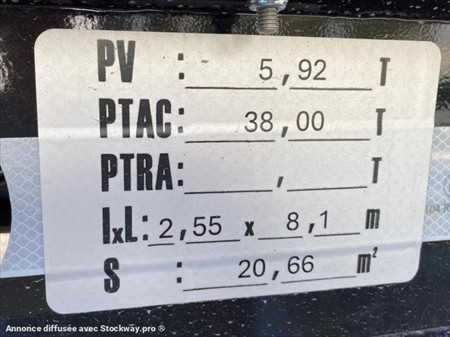 PV : 5,92 T
PTAC: 38,00 T
PTRA: , T
IxL: 2,55 x 8,1 m
S : 20,66 m²
Annonce diffusée avec Stockway.pro ®